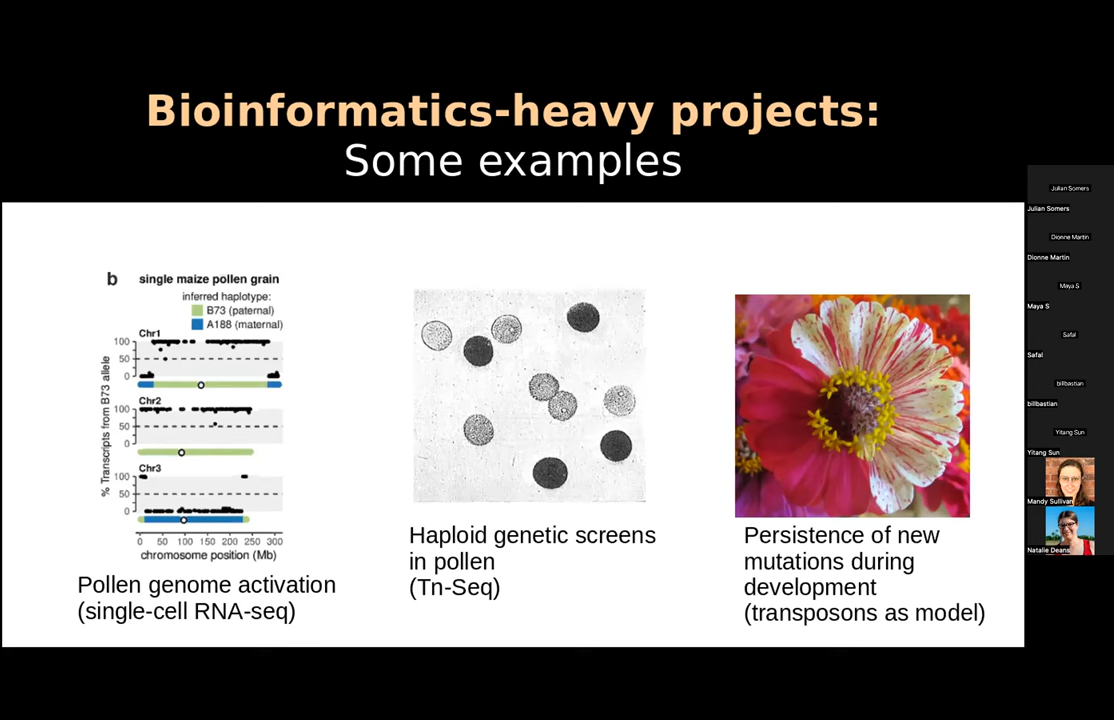 Bioinformatics-heavy projects:
Some examples
b single maize pollen grain
inferred haplotype:
B73 (paternal)
A188 (maternal)
% Transcripts from B73 allele
Chr1
100
50
0
Chr2
100
50
0
Chr3
100
50
0
0 50 100 150 200 250 300
chromosome position (Mb)
Pollen genome activation
(single-cell RNA-seq)
Haploid genetic screens
in pollen
(Tn-Seq)
Persistence of new
mutations during
development
(transposons as model)
Julian Somers
Julian Somers
Dionne Martin
Dionne Martin
Maya S
Maya S
Safal
Safal
billbastian
billbastian
Yitang Sun
Yitang Sun
Mandy Sullivan
Natalie Deans